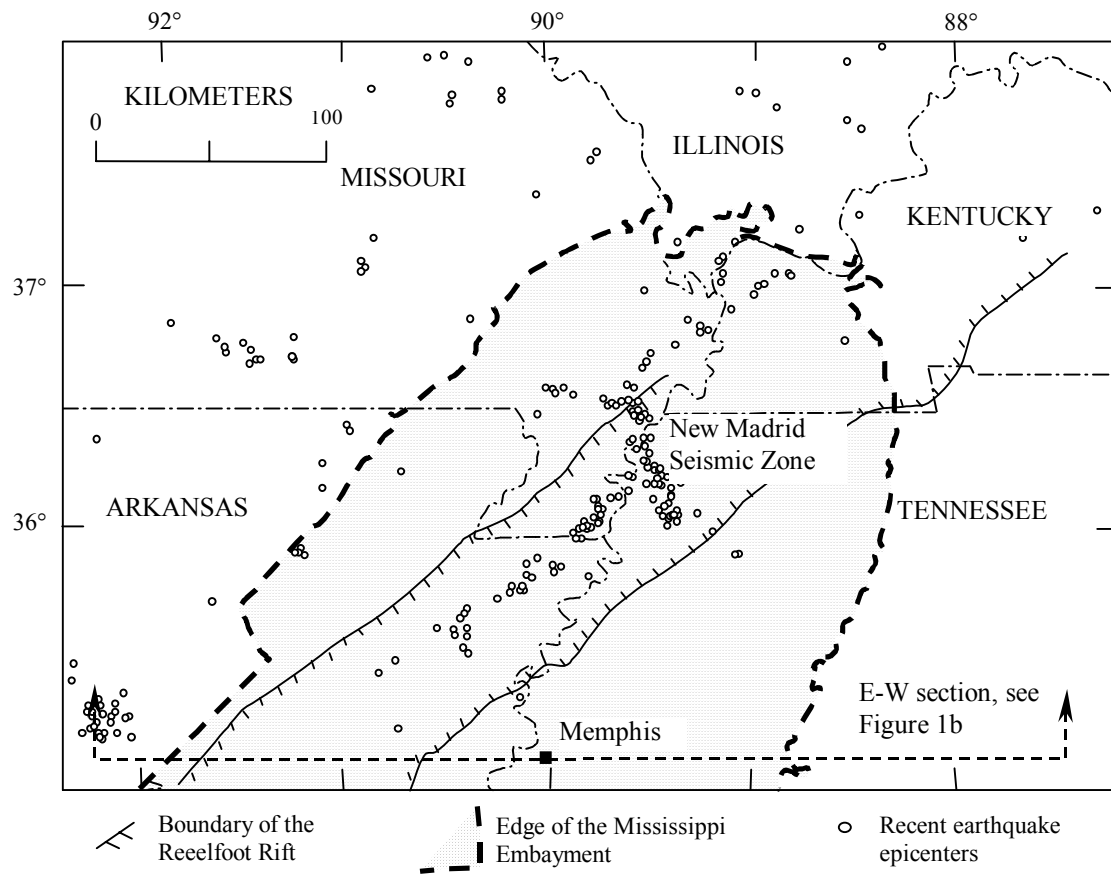 92°
90°
88°
KILOMETERS
0
100
ILLINOIS
MISSOURI
KENTUCKY
37°
New Madrid
Seismic Zone
ARKANSAS
TENNESSEE
36°
E-W section, see
Figure 1b
Memphis
Boundary of the
Reeelfoot Rift
Edge of the Mississippi
Embayment
Recent earthquake
epicenters